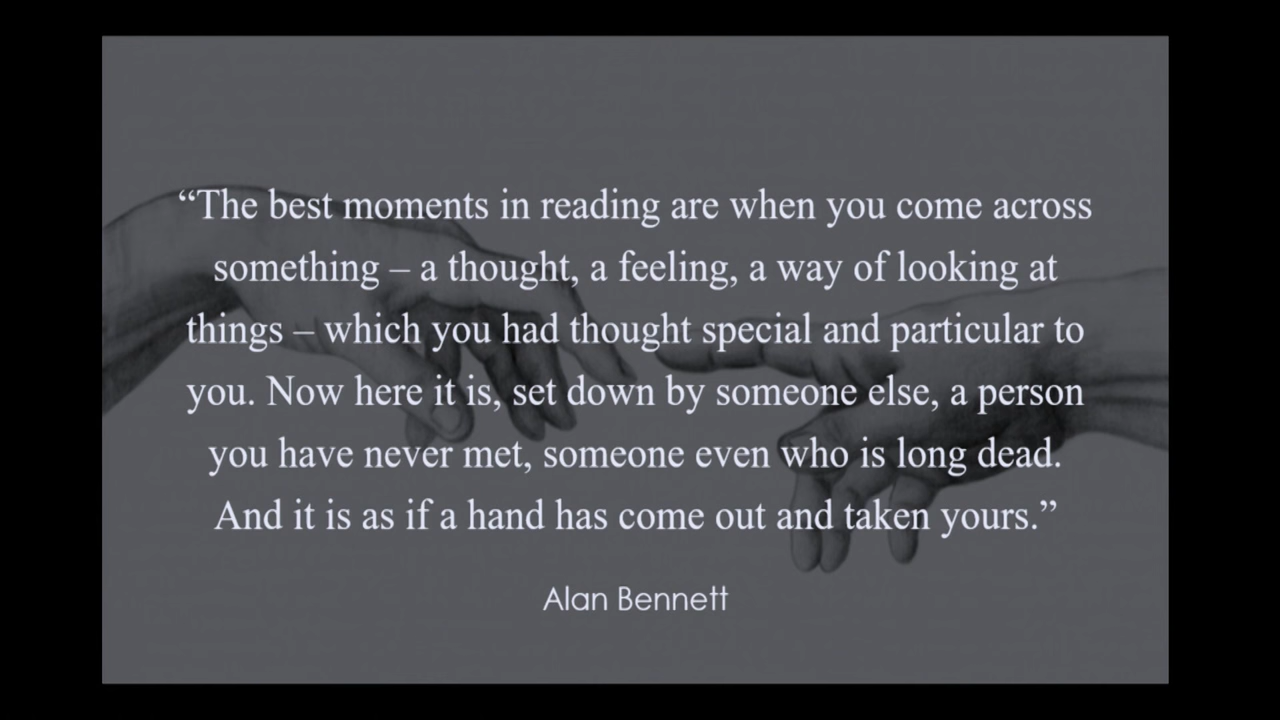 “The best moments in reading are when you come across
something – a thought, a feeling, a way of looking at
things – which you had thought special and particular to
you. Now here it is, set down by someone else, a person
you have never met, someone even who is long dead.
And it is as if a hand has come out and taken yours.”
Alan Bennett